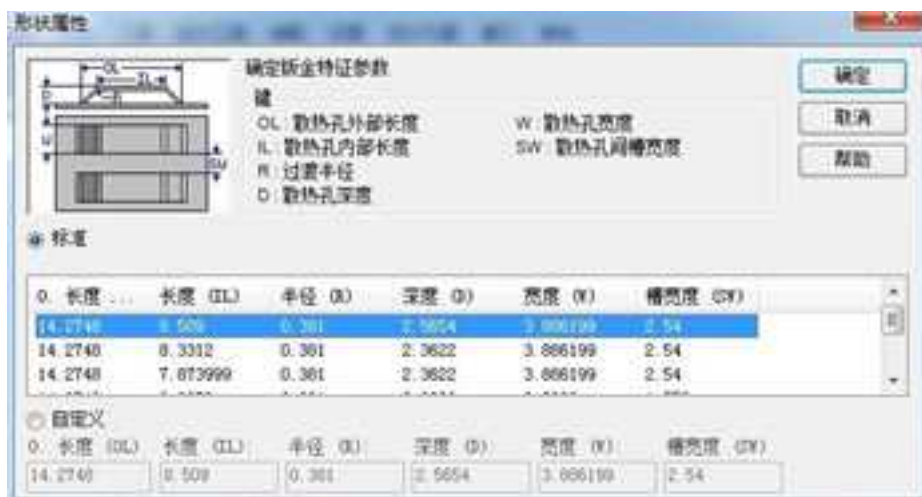 形状属性
确定钣金特征参数
键
OL: 散热孔外部长度
IL: 散热孔内部长度
R: 过渡半径
D: 散热孔深度
W: 散热孔宽度
SW: 散热孔间槽宽度
确定
取消
帮助
OL
IL
D
W
SW
标准
O. 长度 ... 长度 (IL) 半径 (R) 深度 (D) 宽度 (W) 槽宽度 (SW)
14.2748 8.509 0.381 2.5654 3.886199 2.54
14.2748 8.3312 0.381 2.3622 3.886199 2.54
14.2748 7.873999 0.381 2.3622 3.886199 2.54
自定义
O. 长度 (OL) 长度 (IL) 半径 (R) 深度 (D) 宽度 (W) 槽宽度 (SW)
14.2748 8.509 0.381 2.5654 3.886199 2.54